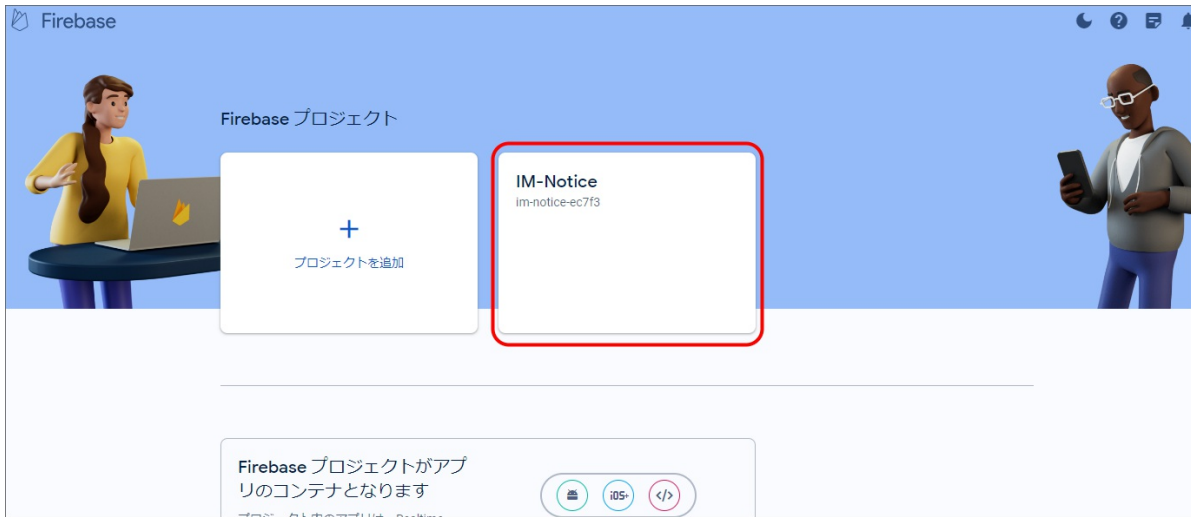 Firebase
Firebase プロジェクト
+
プロジェクトを追加
IM-Notice
im-notice-ec7f3
Firebase プロジェクトがアプ
リのコンテナとなります
iOS+
</>